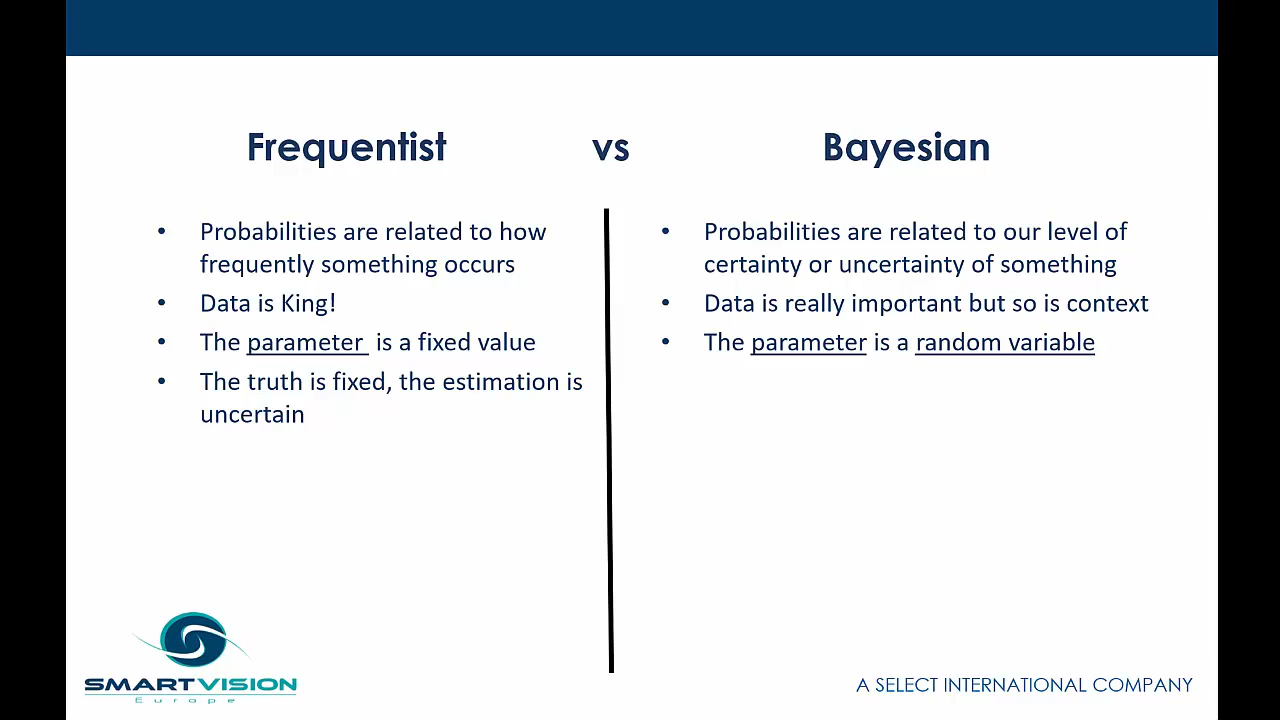 Frequentist vs Bayesian
• Probabilities are related to how
frequently something occurs
• Data is King!
• The parameter is a fixed value
• The truth is fixed, the estimation is
uncertain
• Probabilities are related to our level of
certainty or uncertainty of something
• Data is really important but so is context
• The parameter is a random variable
SMARTVISION
Europe
A SELECT INTERNATIONAL COMPANY